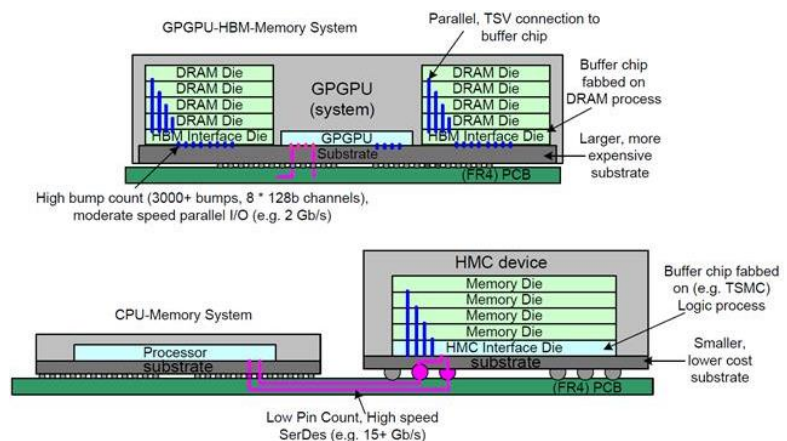 GPGPU-HBM-Memory System
Parallel, TSV connection to
buffer chip
DRAM Die
DRAM Die
DRAM Die
DRAM Die
HBM Interface Die
GPGPU
(system)
GPGPU
DRAM Die
DRAM Die
DRAM Die
DRAM Die
HBM Interface Die
Substrate
(FR4) PCB
Buffer chip
fabbed on
DRAM process
Larger, more
expensive
substrate
High bump count (3000+ bumps, 8 * 128b channels),
moderate speed parallel I/O (e.g. 2 Gb/s)
CPU-Memory System
Processor
substrate
HMC device
Memory Die
Memory Die
Memory Die
Memory Die
HMC Interface Die
substrate
(FR4) PCB
Buffer chip fabbed
on (e.g. TSMC)
Logic process
Smaller,
lower cost
substrate
Low Pin Count, High speed
SerDes (e.g. 15+ Gb/s)